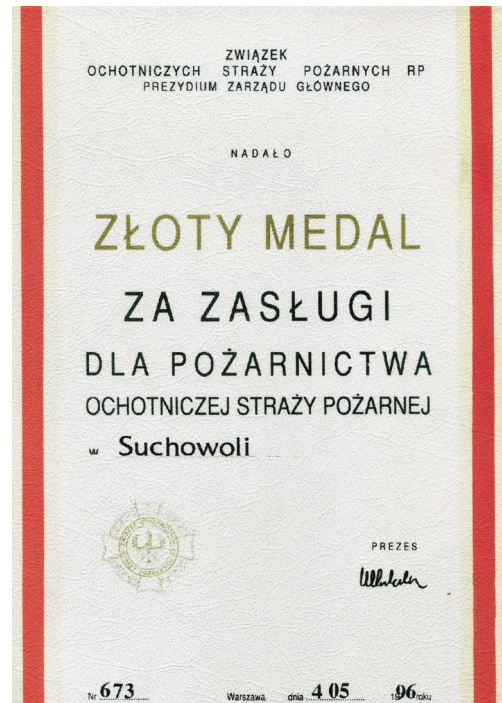 ZWIĄZEK
OCHOTNICZYCH STRAŻY POŻARNYCH RP
PREZYDIUM ZARZĄDU GŁÓWNEGO
NADAŁO
ZŁOTY MEDAL
ZA ZASŁUGI
DLA POŻARNICTWA
OCHOTNICZEJ STRAŻY POŻARNEJ
w Suchowoli
PREZES
Nr 673 Warszawa dnia 4 05 1996 roku